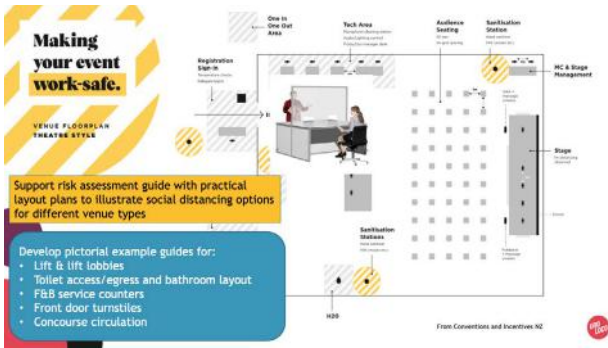 Making
your event
work-safe.
VENUE FLOORPLAN
THEATRE STYLE
One In
One Out
Area
Registration
Sign-in
Tech Area
Audience
Seating
Sanitisation
Station
MC & Stage
Management
Stage
Sanitisation
Stations
H20
Support risk assessment guide with practical
layout plans to illustrate social distancing options
for different venue types
Develop pictorial example guides for:
• Lift & lift lobbies
• Toilet access/egress and bathroom layout
• F&B service counters
• Front door turnstiles
• Concourse circulation
From Conventions and Incentives NZ